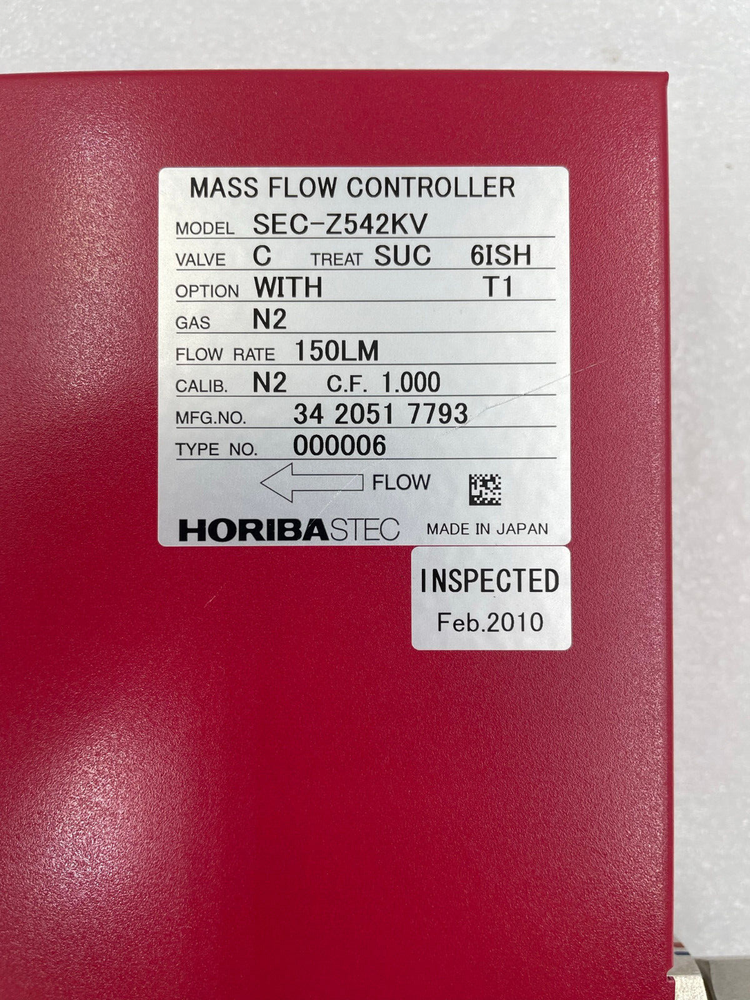 MASS FLOW CONTROLLER
MODEL SEC-Z542KV
VALVE C TREAT SUC 6ISH
OPTION WITH T1
GAS N2
FLOW RATE 150LM
CALIB. N2 C.F. 1.000
MFG.NO. 34 2051 7793
TYPE NO. 000006
FLOW
HORIBASTEC MADE IN JAPAN
INSPECTED
Feb.2010